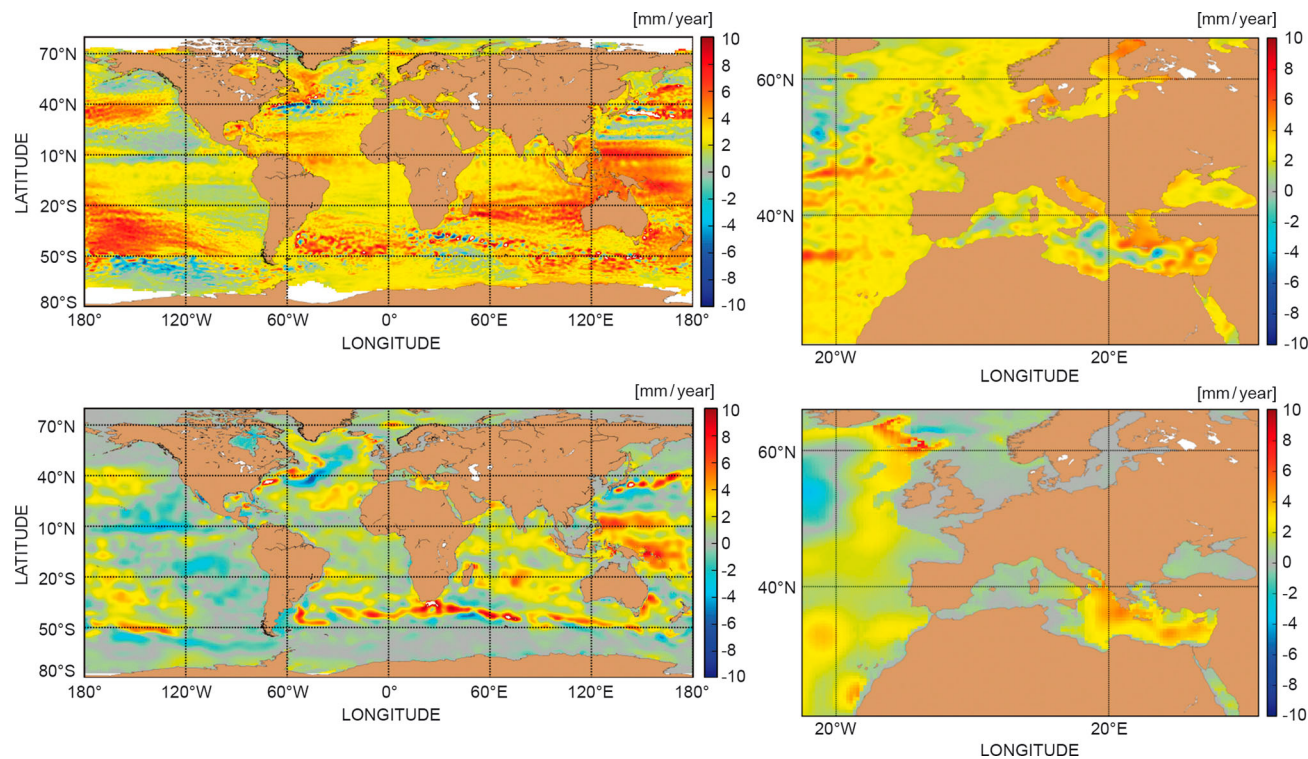 [mm/year]
10
8
6
4
2
0
-2
-4
-6
-8
-10
70°N
40°N
10°N
20°S
50°S
80°S
LATITUDE
180°
120°W
60°W
0°
60°E
120°E
180°
LONGITUDE
[mm/year]
10
8
6
4
2
0
-2
-4
-6
-8
-10
60°N
40°N
20°W
20°E
LONGITUDE
[mm/year]
10
8
6
4
2
0
-2
-4
-6
-8
-10
70°N
40°N
10°N
20°S
50°S
80°S
LATITUDE
180°
120°W
60°W
0°
60°E
120°E
180°
LONGITUDE
[mm/year]
10
8
6
4
2
0
-2
-4
-6
-8
-10
60°N
40°N
20°W
20°E
LONGITUDE